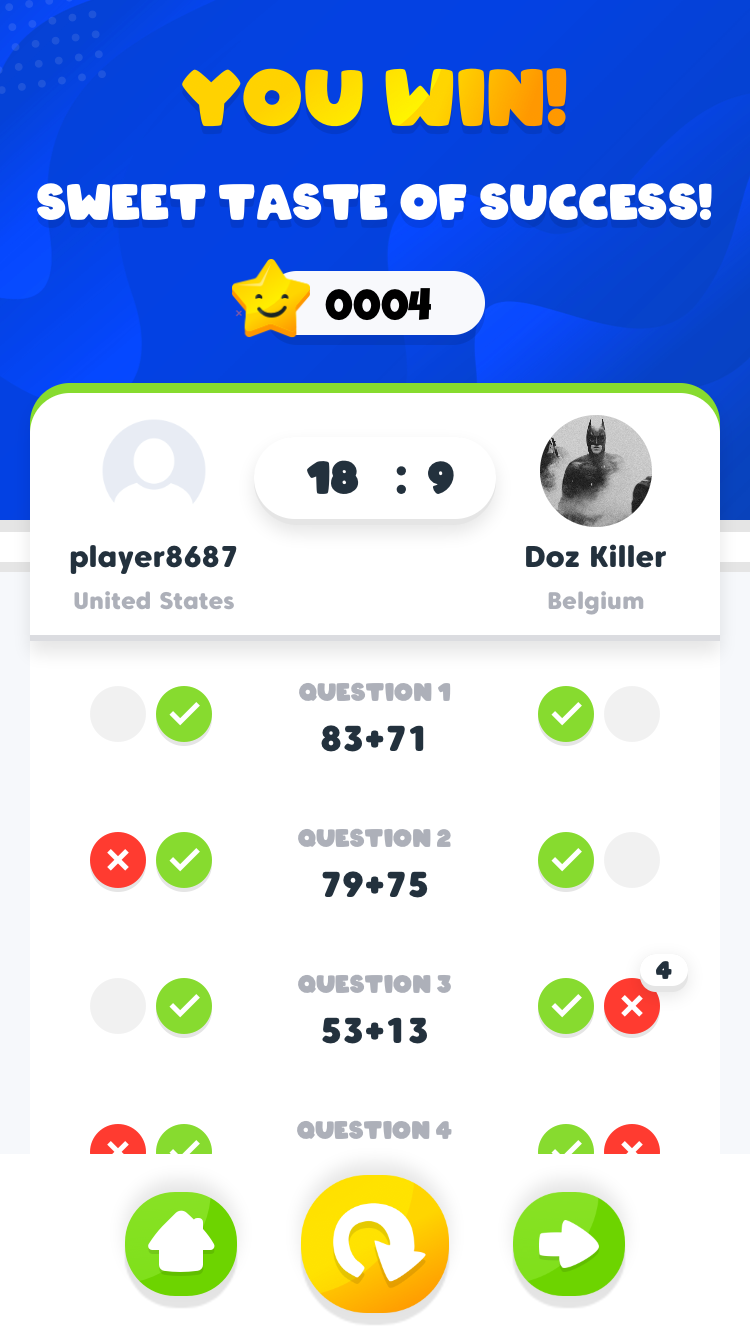 YOU WIN!
SWEET TASTE OF SUCCESS!
0004
18 : 9
player8687
Doz Killer
United States
Belgium
QUESTION 1
83+71
QUESTION 2
79+75
4
QUESTION 3
53+13
QUESTION 4